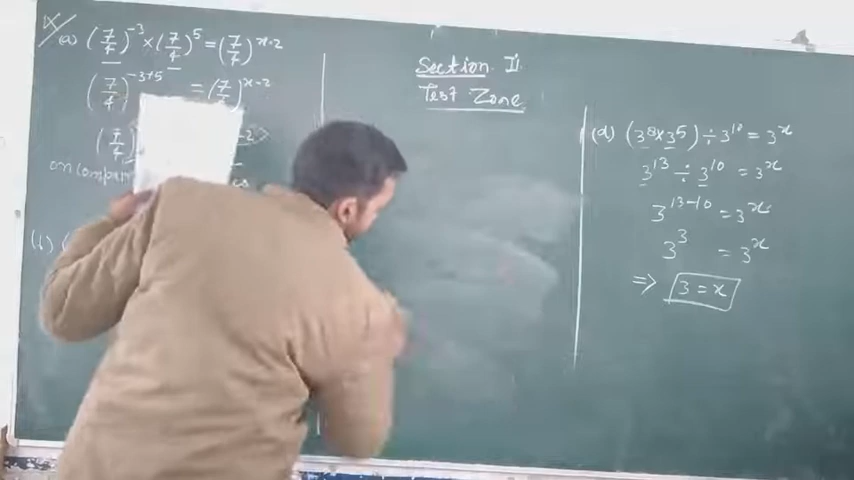 (a) (7/4)^-3 × (7/4)^5 = (7/4)^x-2
(7/4)^-3+5 = (7/4)^x-2
(7/4)
(b)
Section II
Test Zone
(d) (3^8 × 3^5) ÷ 3^10 = 3^x
3^13 ÷ 3^10 = 3^x
3^13-10 = 3^x
3^3 = 3^x
⇒ 3 = x